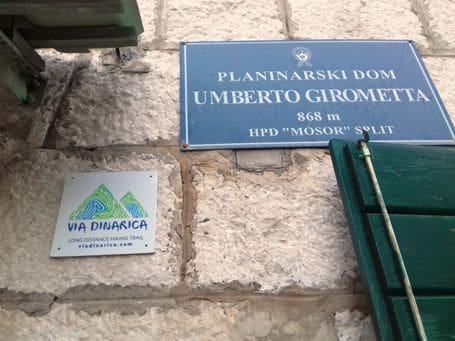 PLANINARSKI DOM
UMBERTO GIROMETTA
868 m
HPD "MOSOR" SPLIT
VIA DINARICA
LONG DISTANCE HIKING TRAIL
viadinarica.com